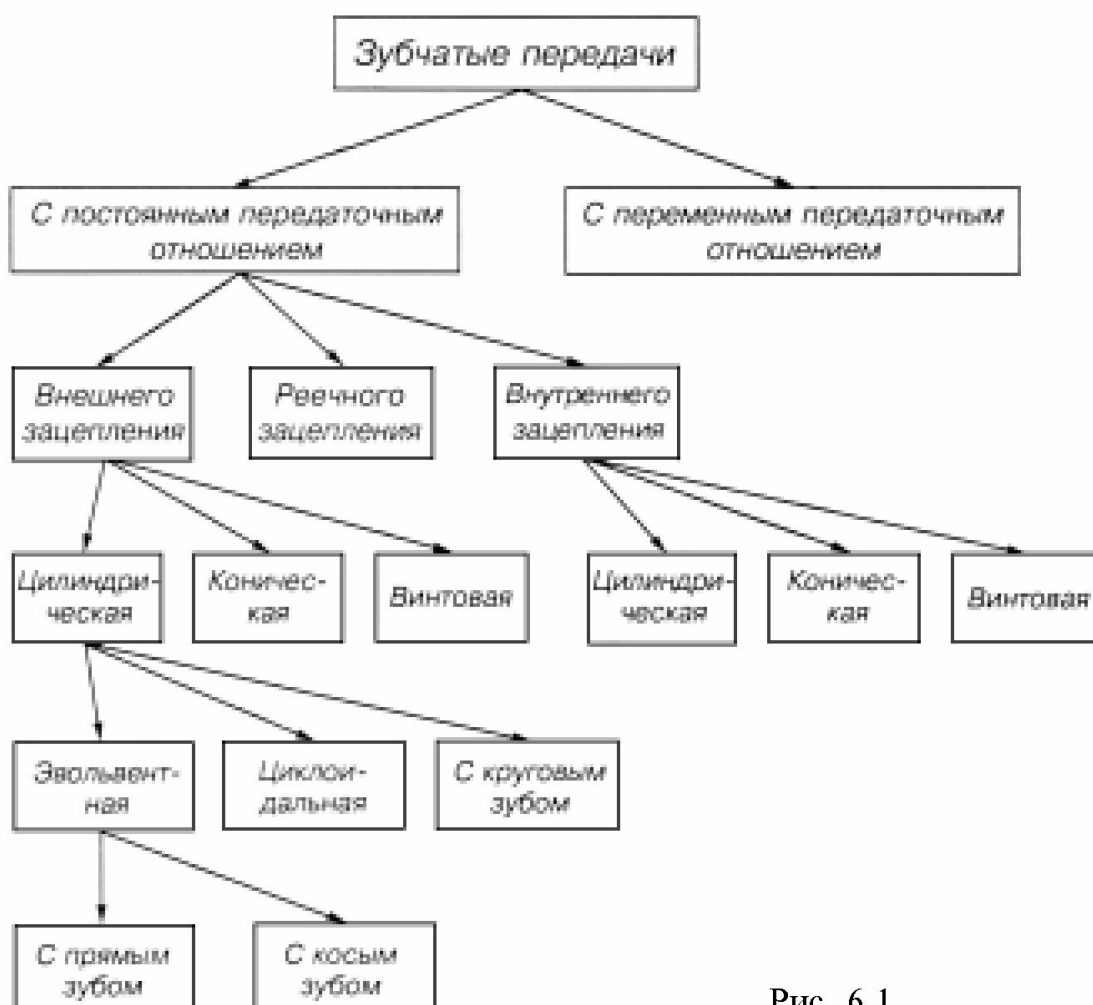 Зубчатые передачи
С постоянным передаточным
отношением
С переменным передаточным
отношением
Внешнего
зацепления
Реечного
зацепления
Внутреннего
зацепления
Цилиндри-
ческая
Коничес-
кая
Винтовая
Цилиндри-
ческая
Коничес-
кая
Винтовая
Эвольвент-
ная
Циклои-
дальная
С круговым
зубом
С прямым
зубом
С косым
зубом
Рис. 6.1